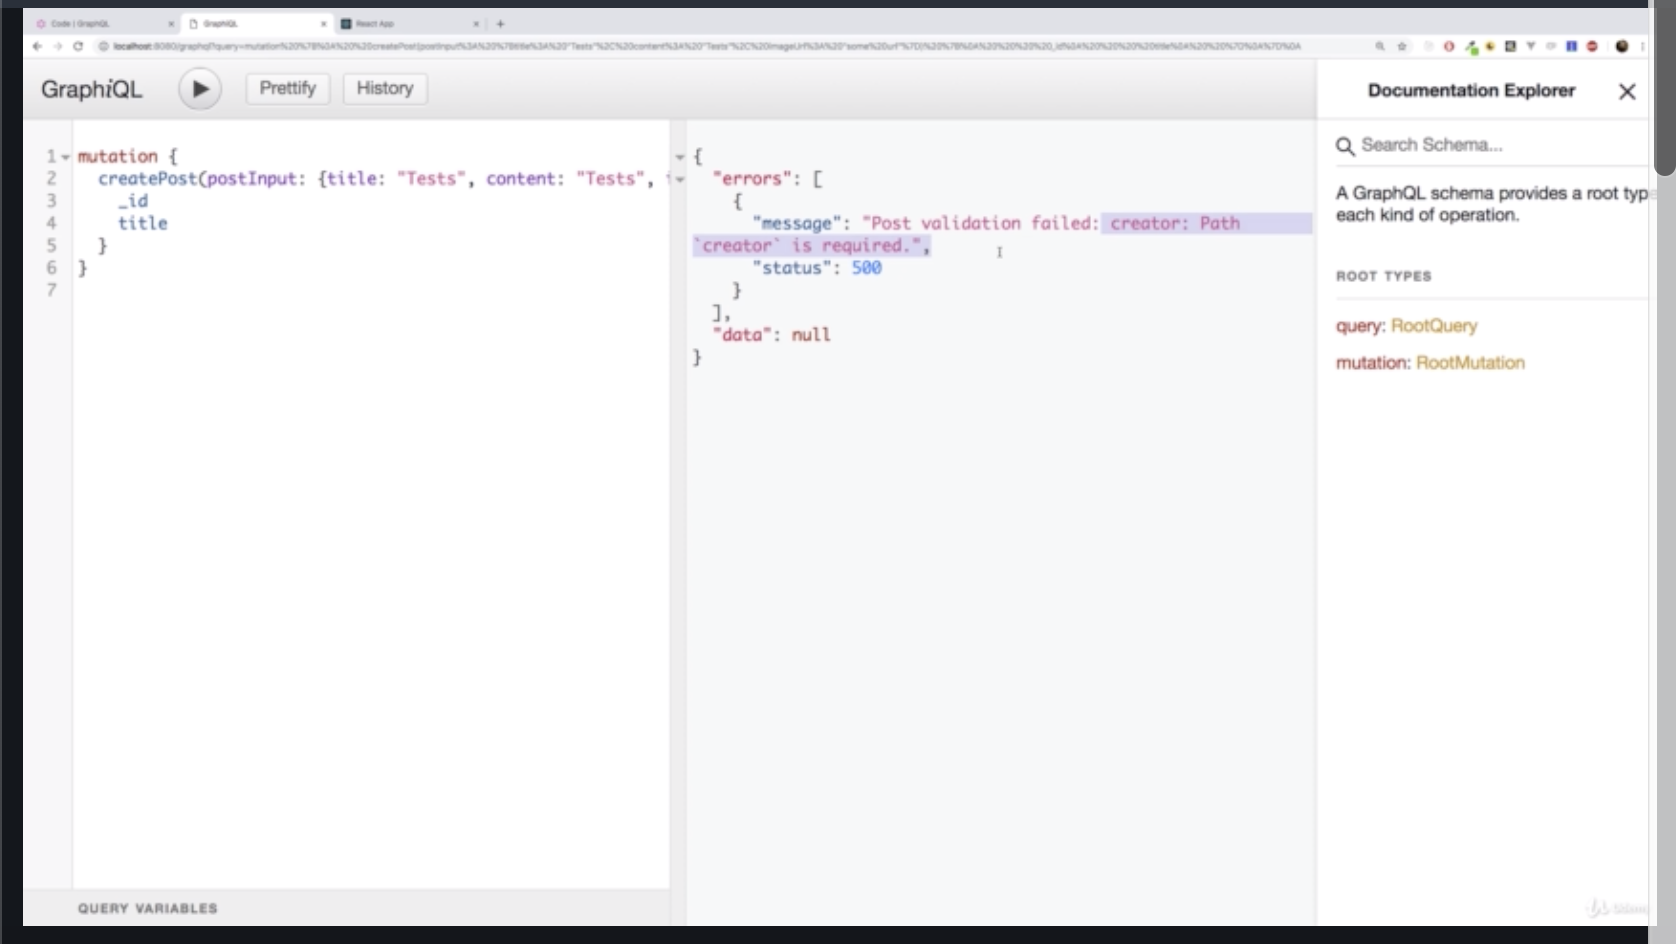 Code | GraphQL
GraphiQL
React App
localhost:8080/graphql?query=mutation%20%7B%0A%20%20createPost(postInput%3A%20%7Btitle%3A%20"Tests"%2C%20content%3A%20"Tests"%2C%20imageUrl%3A%20"some%20url"%7D)%20%7B%0A%20%20%20%20_id%0A%20%20%20%20title%0A%20%20%7D%0A%7D%0A
GraphiQL
Prettify
History
Documentation Explorer
1 mutation {
2 createPost(postInput: {title: "Tests", content: "Tests",
3 _id
4 title
5 }
6 }
7
{
"errors": [
{
"message": "Post validation failed: creator: Path
`creator` is required.",
"status": 500
}
],
"data": null
}
Search Schema...
A GraphQL schema provides a root type
each kind of operation.
ROOT TYPES
query: RootQuery
mutation: RootMutation
QUERY VARIABLES
Udemy